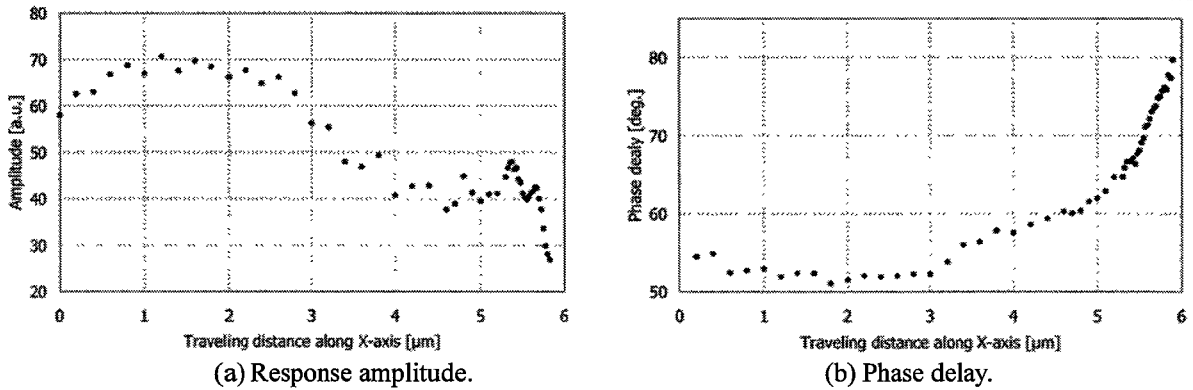 80
70
60
50
40
30
20
Amplitude [a.u.]
0 1 2 3 4 5 6
Traveling distance along X-axis [µm]
(a) Response amplitude.
80
70
60
50
Phase dealy [deg.]
0 1 2 3 4 5 6
Traveling distance along X-axis [µm]
(b) Phase delay.